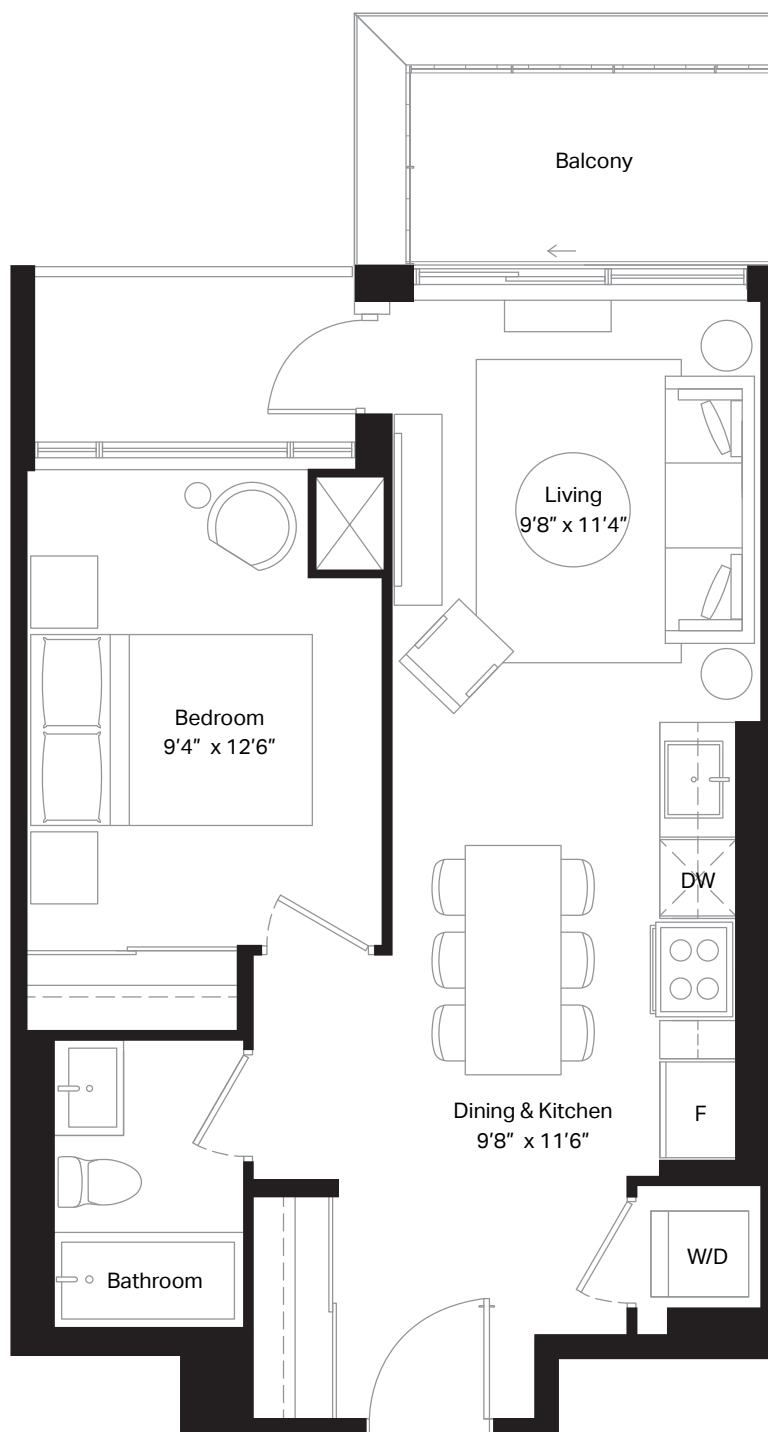 Balcony
Living
9'8" x 11'4"
Bedroom
9'4" x 12'6"
DW
Dining & Kitchen
9'8" x 11'6"
F
W/D
Bathroom